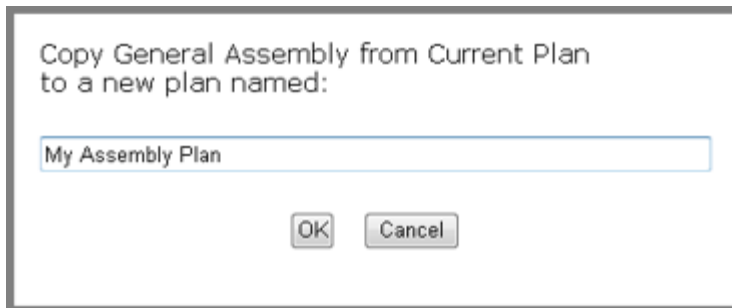 Copy General Assembly from Current Plan
to a new plan named:
My Assembly Plan
OK Cancel